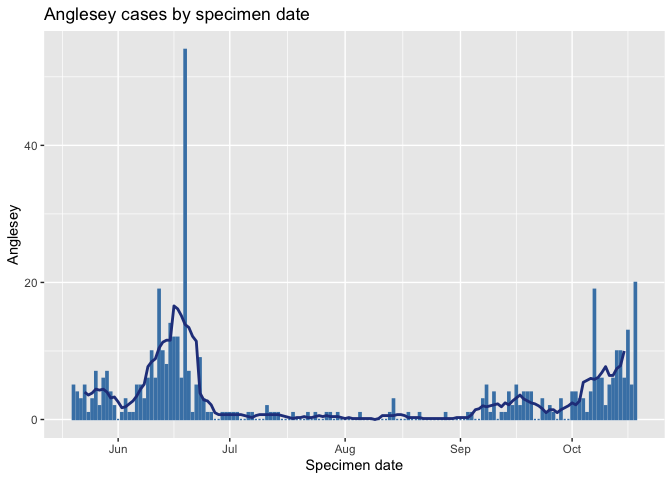 Anglesey cases by specimen date
Anglesey
40
20
0
Jun Jul Aug Sep Oct
Specimen date